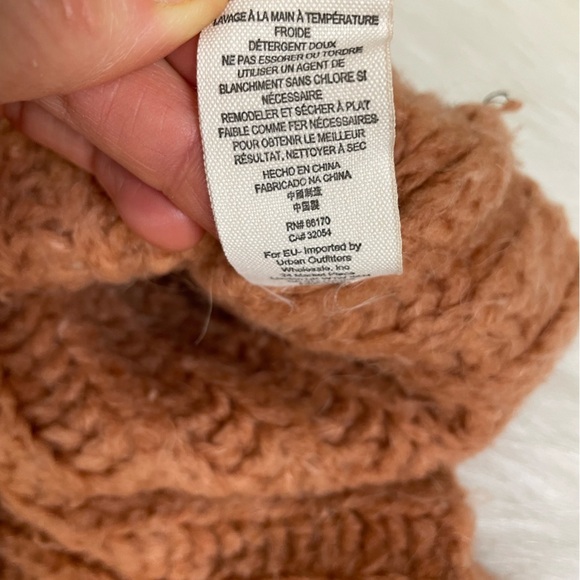 LAVAGE À LA MAIN À TEMPÉRATURE
FROIDE
DÉTERGENT DOUX
NE PAS ESSORER OU TORDRE
UTILISER UN AGENT DE
BLANCHIMENT SANS CHLORE SI
NÉCESSAIRE
REMODELER ET SÉCHER À PLAT
FAIBLE COMME FER NÉCESSAIRES
POUR OBTENIR LE MEILLEUR
RÉSULTAT, NETTOYER À SEC
HECHO EN CHINA
FABRICADO NA CHINA
中國制造
中国製
RN# 66170
CA# 32054
For EU- Imported by
Urban Outfitters
Wholesale, Inc